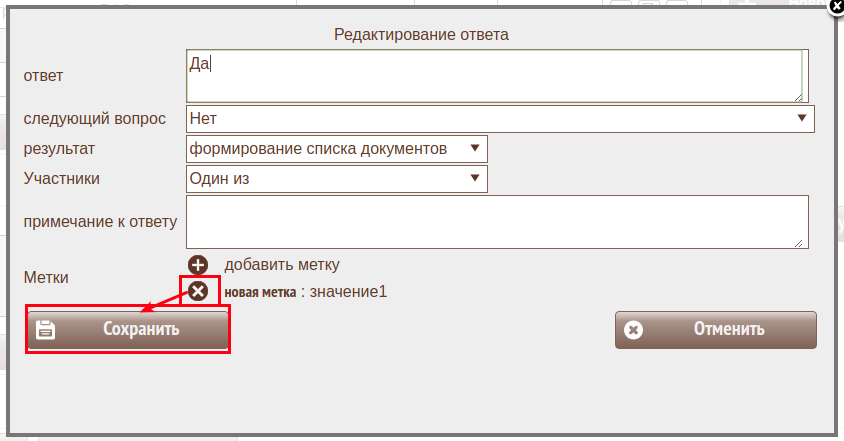 Редактирование ответа
ответ
Да
следующий вопрос
Нет
результат
формирование списка документов
Участники
Один из
примечание к ответу
Метки
добавить метку
новая метка : значение1
Сохранить
Отменить